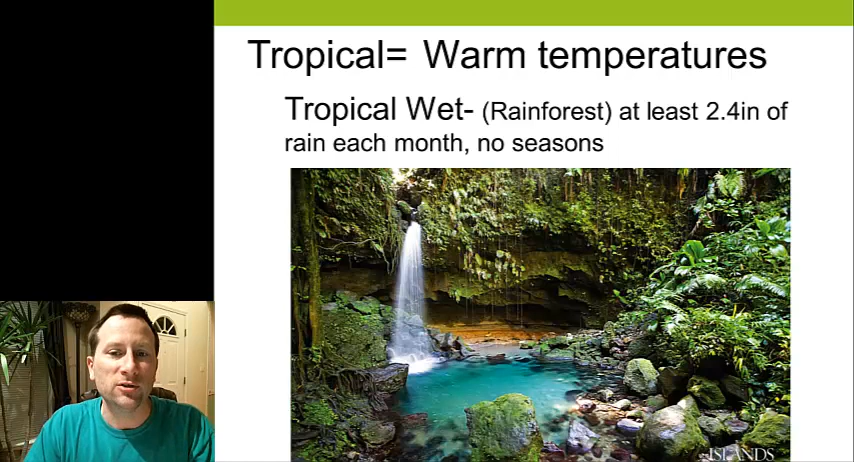 Tropical= Warm temperatures
Tropical Wet- (Rainforest) at least 2.4in of
rain each month, no seasons
ISLANDS